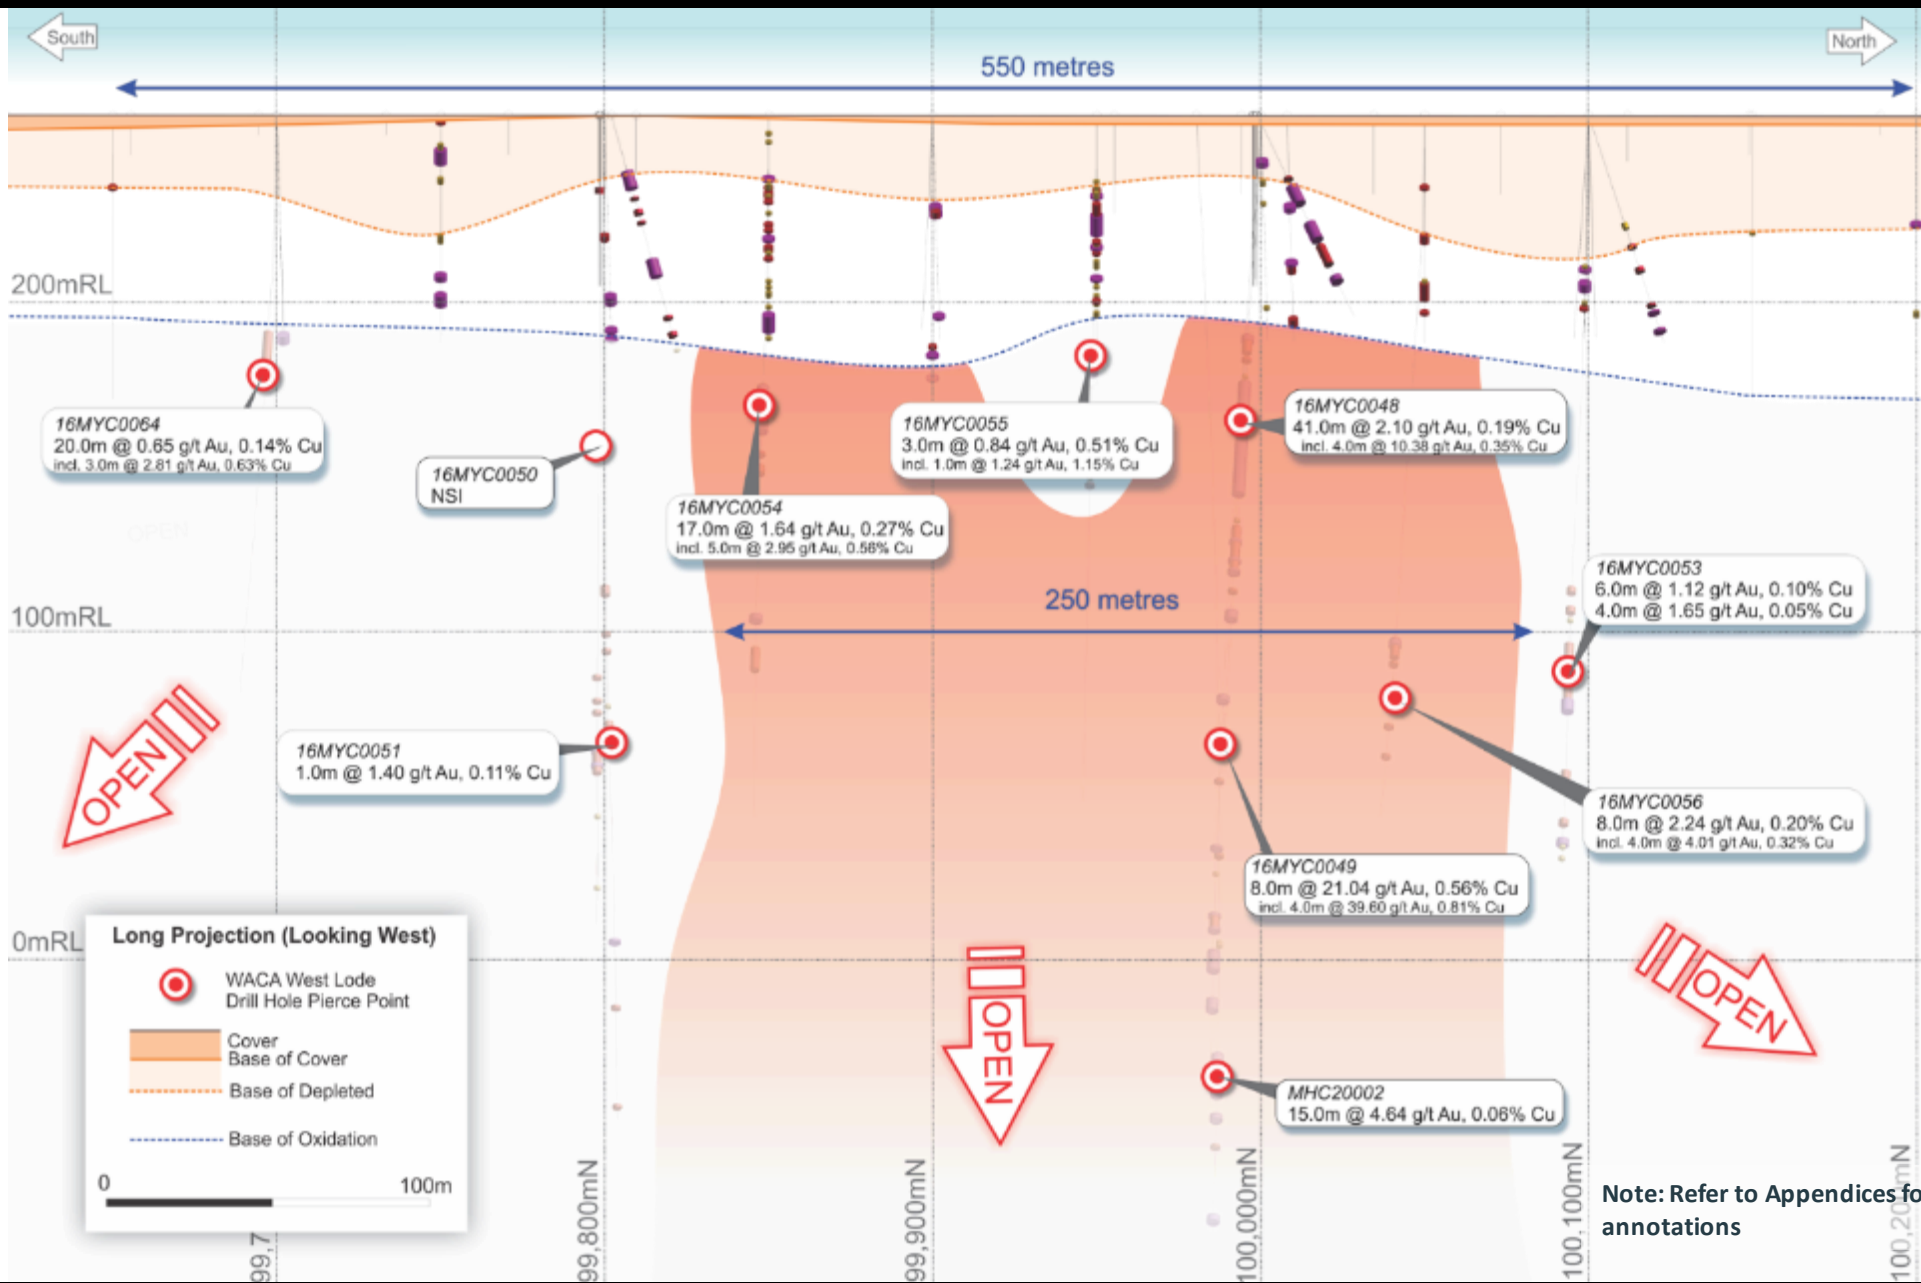 South
North
550 metres
200mRL
16MYC0064
20.0m @ 0.65 g/t Au, 0.14% Cu
incl. 3.0m @ 2.81 g/t Au, 0.63% Cu
16MYC0050
NSI
16MYC0054
17.0m @ 1.64 g/t Au, 0.27% Cu
incl. 5.0m @ 2.95 g/t Au, 0.56% Cu
16MYC0055
3.0m @ 0.84 g/t Au, 0.51% Cu
incl. 1.0m @ 1.24 g/t Au, 1.15% Cu
16MYC0048
41.0m @ 2.10 g/t Au, 0.19% Cu
incl. 4.0m @ 10.38 g/t Au, 0.35% Cu
OPEN
16MYC0053
6.0m @ 1.12 g/t Au, 0.10% Cu
4.0m @ 1.65 g/t Au, 0.05% Cu
100mRL
250 metres
OPEN
16MYC0051
1.0m @ 1.40 g/t Au, 0.11% Cu
16MYC0056
8.0m @ 2.24 g/t Au, 0.20% Cu
incl. 4.0m @ 4.01 g/t Au, 0.32% Cu
16MYC0049
8.0m @ 21.04 g/t Au, 0.56% Cu
incl. 4.0m @ 39.60 g/t Au, 0.81% Cu
0mRL
OPEN
OPEN
MHC20002
15.0m @ 4.64 g/t Au, 0.06% Cu
Long Projection (Looking West)
WACA West Lode
Drill Hole Pierce Point
Cover
Base of Cover
Base of Depleted
Base of Oxidation
0 100m
99,7
99,800mN
99,900mN
100,000mN
100,100mN
100,200mN
Note: Refer to Appendices fo
annotations